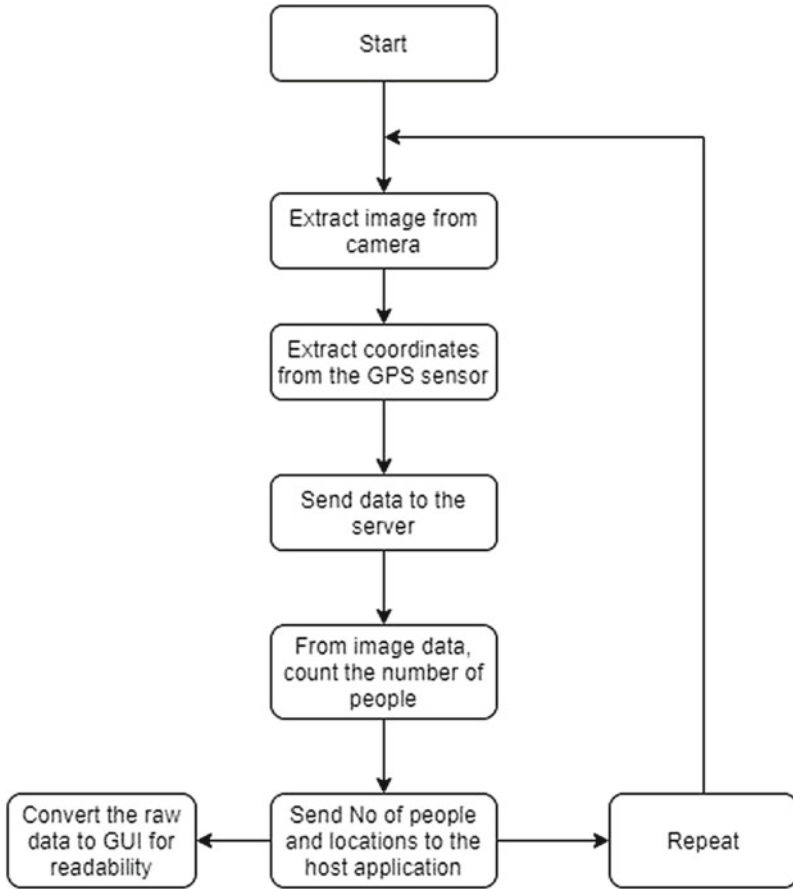 Start
Extract image from
camera
Extract coordinates
from the GPS sensor
Send data to the
server
From image data,
count the number of
people
Convert the raw
data to GUI for
readability
Send No of people
and locations to the
host application
Repeat